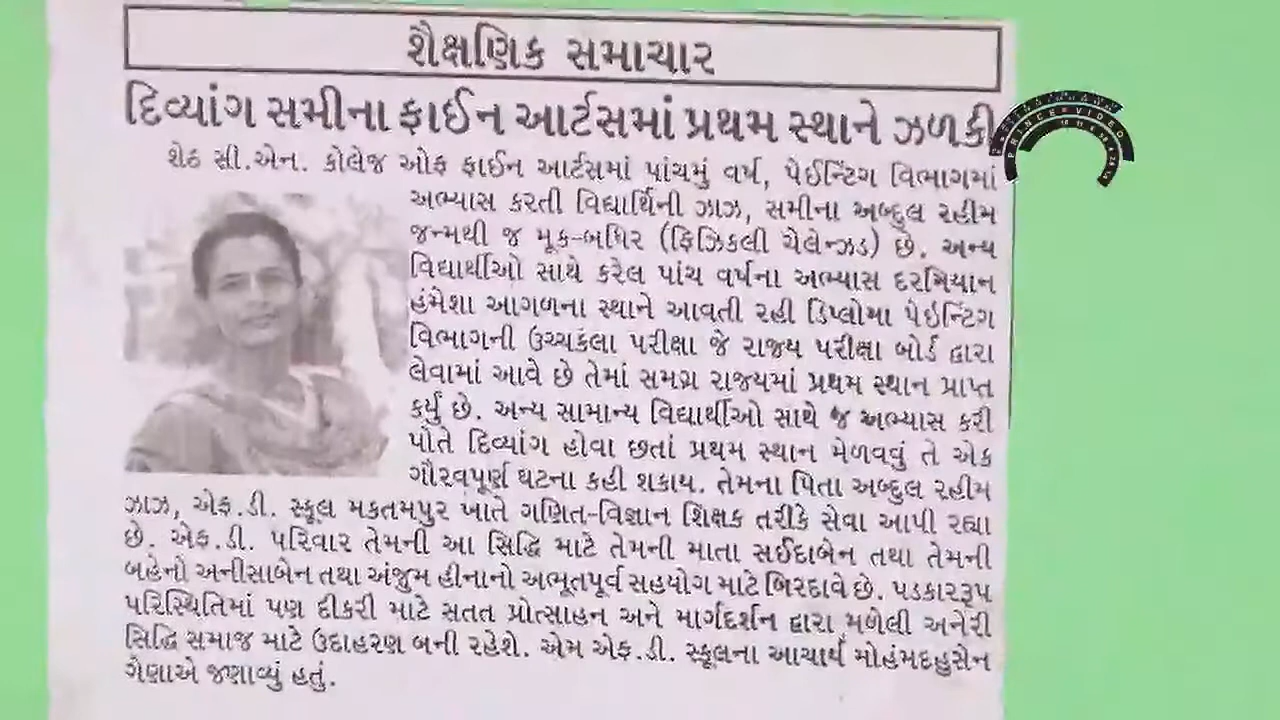 શૈક્ષણિક સમાચાર
દિવ્યાંગ સમીના ફાઈન આર્ટસમાં પ્રથમ સ્થાને ઝળકી
શેઠ સી.એન. કોલેજ ઓફ ફાઈન આર્ટસમાં પાંચમું વર્ષ, પેઈન્ટિંગ વિભાગમાં
અભ્યાસ કરતી વિદ્યાર્થિની ઝાઝ, સમીના અબ્દુલ રહીમ
જન્મથી જ મૂક-બધિર (ફિઝિકલી ચૈલેન્ઝડ) છે. અન્ય
વિદ્યાર્થીઓ સાથે કરેલ પાંચ વર્ષના અભ્યાસ દરમિયાન
હંમેશા આગળના સ્થાને આવતી રહી ડિપ્લોમા પેઈન્ટિંગ
વિભાગની ઉચ્ચકલા પરીક્ષા જે રાજ્ય પરીક્ષા બોર્ડ દ્વારા
લેવામાં આવે છે તેમાં સમગ્ર રાજ્યમાં પ્રથમ સ્થાન પ્રાપ્ત
કર્યું છે. અન્ય સામાન્ય વિદ્યાર્થીઓ સાથે જ અભ્યાસ કરી
પોતે દિવ્યાંગ હોવા છતાં પ્રથમ સ્થાન મેળવવું તે એક
ગૌરવપૂર્ણ ઘટના કહી શકાય. તેમના પિતા અબ્દુલ રહીમ
ઝાઝ, એફ.ડી. સ્કૂલ મકતમપુર ખાતે ગણિત-વિજ્ઞાન શિક્ષક તરીકે સેવા આપી રહ્યા
છે. એફ.ડી. પરિવાર તેમની આ સિદ્ધિ માટે તેમની માતા સઈદાબેન તથા તેમની
બહેનો અનીસાબેન તથા અંજુમ હીનાનો અભૂતપૂર્વ સહયોગ માટે બિરદાવે છે. પડકારરૂપ
પરિસ્થિતિમાં પણ દીકરી માટે સતત પ્રોત્સાહન અને માર્ગદર્શન દ્વારા મળેલી અનેરી
સિદ્ધિ સમાજ માટે ઉદાહરણ બની રહેશે. એમ એફ.ડી. સ્કૂલના આચાર્ય મોહંમદહુસેન
ગૈણાએ જણાવ્યું હતું.
PRINCE VIDEO